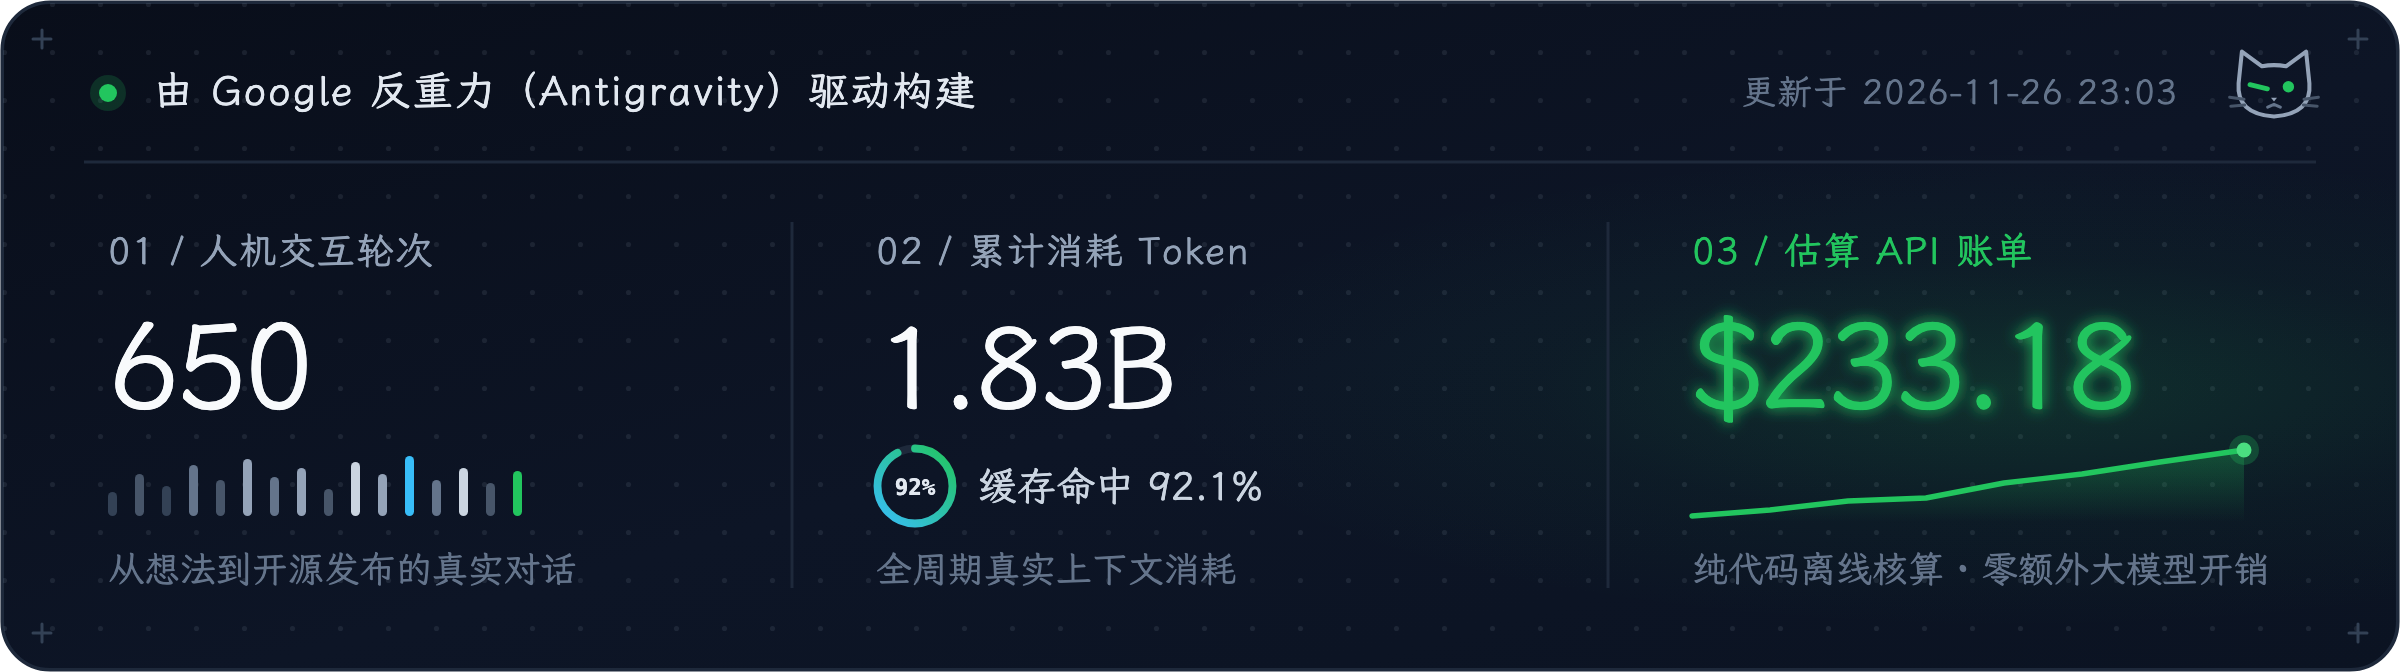 由 Google 反重力（Antigravity）驱动构建
更新于 2026-11-26 23:03
01 / 人机交互轮次
650
从想法到开源发布的真实对话
02 / 累计消耗 Token
1.83B
92%
缓存命中 92.1%
全周期真实上下文消耗
03 / 估算 API 账单
$233.18
纯代码离线核算・零额外大模型开销